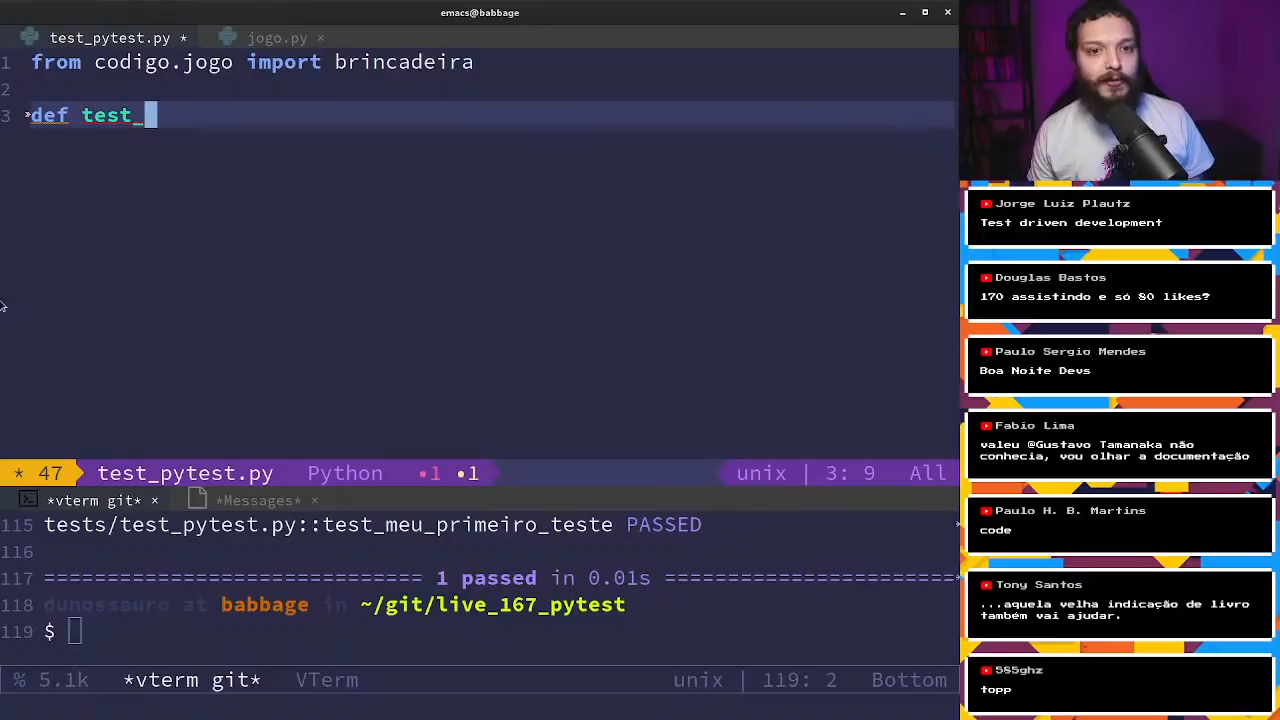 emacs@babbage
test_pytest.py *
jogo.py ×
1 from codigo.jogo import brincadeira
2
3 def test_
* 47 test_pytest.py Python •1 •1 unix | 3: 9 All
*vterm git* ×
*Messages* ×
115 tests/test_pytest.py::test_meu_primeiro_teste PASSED
116
117 ============================= 1 passed in 0.01s =======================
118 dunossauro at babbage in ~/git/live_167_pytest
119 $
% 5.1k *vterm git* VTerm unix | 119: 2 Bottom
Jorge Luiz Plautz
Test driven development
Douglas Bastos
170 assistindo e só 80 likes?
Paulo Sergio Mendes
Boa Noite Devs
Fabio Lima
valeu @Gustavo Tamanaka não
conhecia, vou olhar a documentação
Paulo H. B. Martins
code
Tony Santos
...aquela velha indicação de livro
também vai ajudar.
585ghz
topp